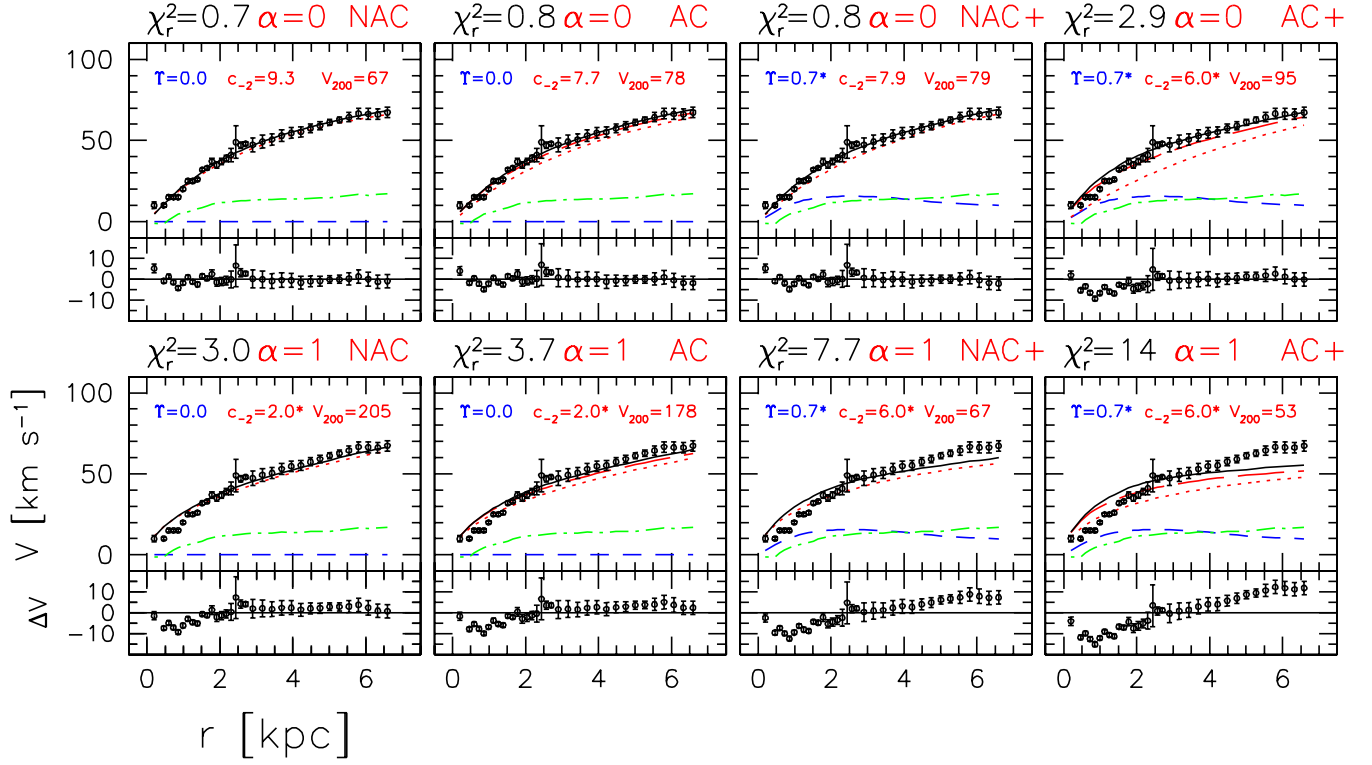 χ²ᵣ=0.7 α=0 NAC
χ²ᵣ=0.8 α=0 AC
χ²ᵣ=0.8 α=0 NAC+
χ²ᵣ=2.9 α=0 AC+
100
50
0
10
0
−10
ϒ=0.0 c₋₂=9.3 V₂₀₀=67
ϒ=0.0 c₋₂=7.7 V₂₀₀=78
ϒ=0.7* c₋₂=7.9 V₂₀₀=79
ϒ=0.7* c₋₂=6.0* V₂₀₀=95
χ²ᵣ=3.0 α=1 NAC
χ²ᵣ=3.7 α=1 AC
χ²ᵣ=7.7 α=1 NAC+
χ²ᵣ=14 α=1 AC+
100
50
0
10
0
−10
ϒ=0.0 c₋₂=2.0* V₂₀₀=205
ϒ=0.0 c₋₂=2.0* V₂₀₀=178
ϒ=0.7* c₋₂=6.0* V₂₀₀=67
ϒ=0.7* c₋₂=6.0* V₂₀₀=53
V [km s⁻¹]
ΔV
0 2 4 6
0 2 4 6
0 2 4 6
0 2 4 6
r [kpc]